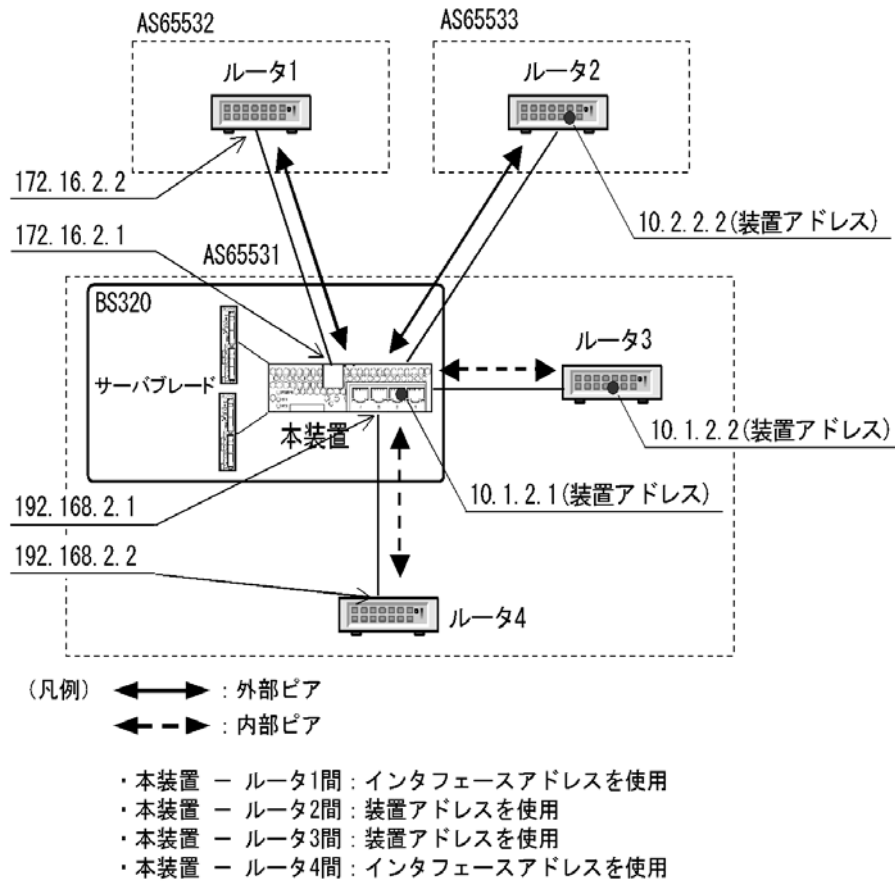 AS65532
AS65533
ルータ1
ルータ2
172.16.2.2
10.2.2.2(装置アドレス)
172.16.2.1
AS65531
BS320
ルータ3
サーバブレード
本装置
10.1.2.2(装置アドレス)
192.168.2.1
10.1.2.1(装置アドレス)
192.168.2.2
ルータ4
(凡例)
:外部ピア
:内部ピア
・本装置 － ルータ1間:インタフェースアドレスを使用
・本装置 － ルータ2間:装置アドレスを使用
・本装置 － ルータ3間:装置アドレスを使用
・本装置 － ルータ4間:インタフェースアドレスを使用